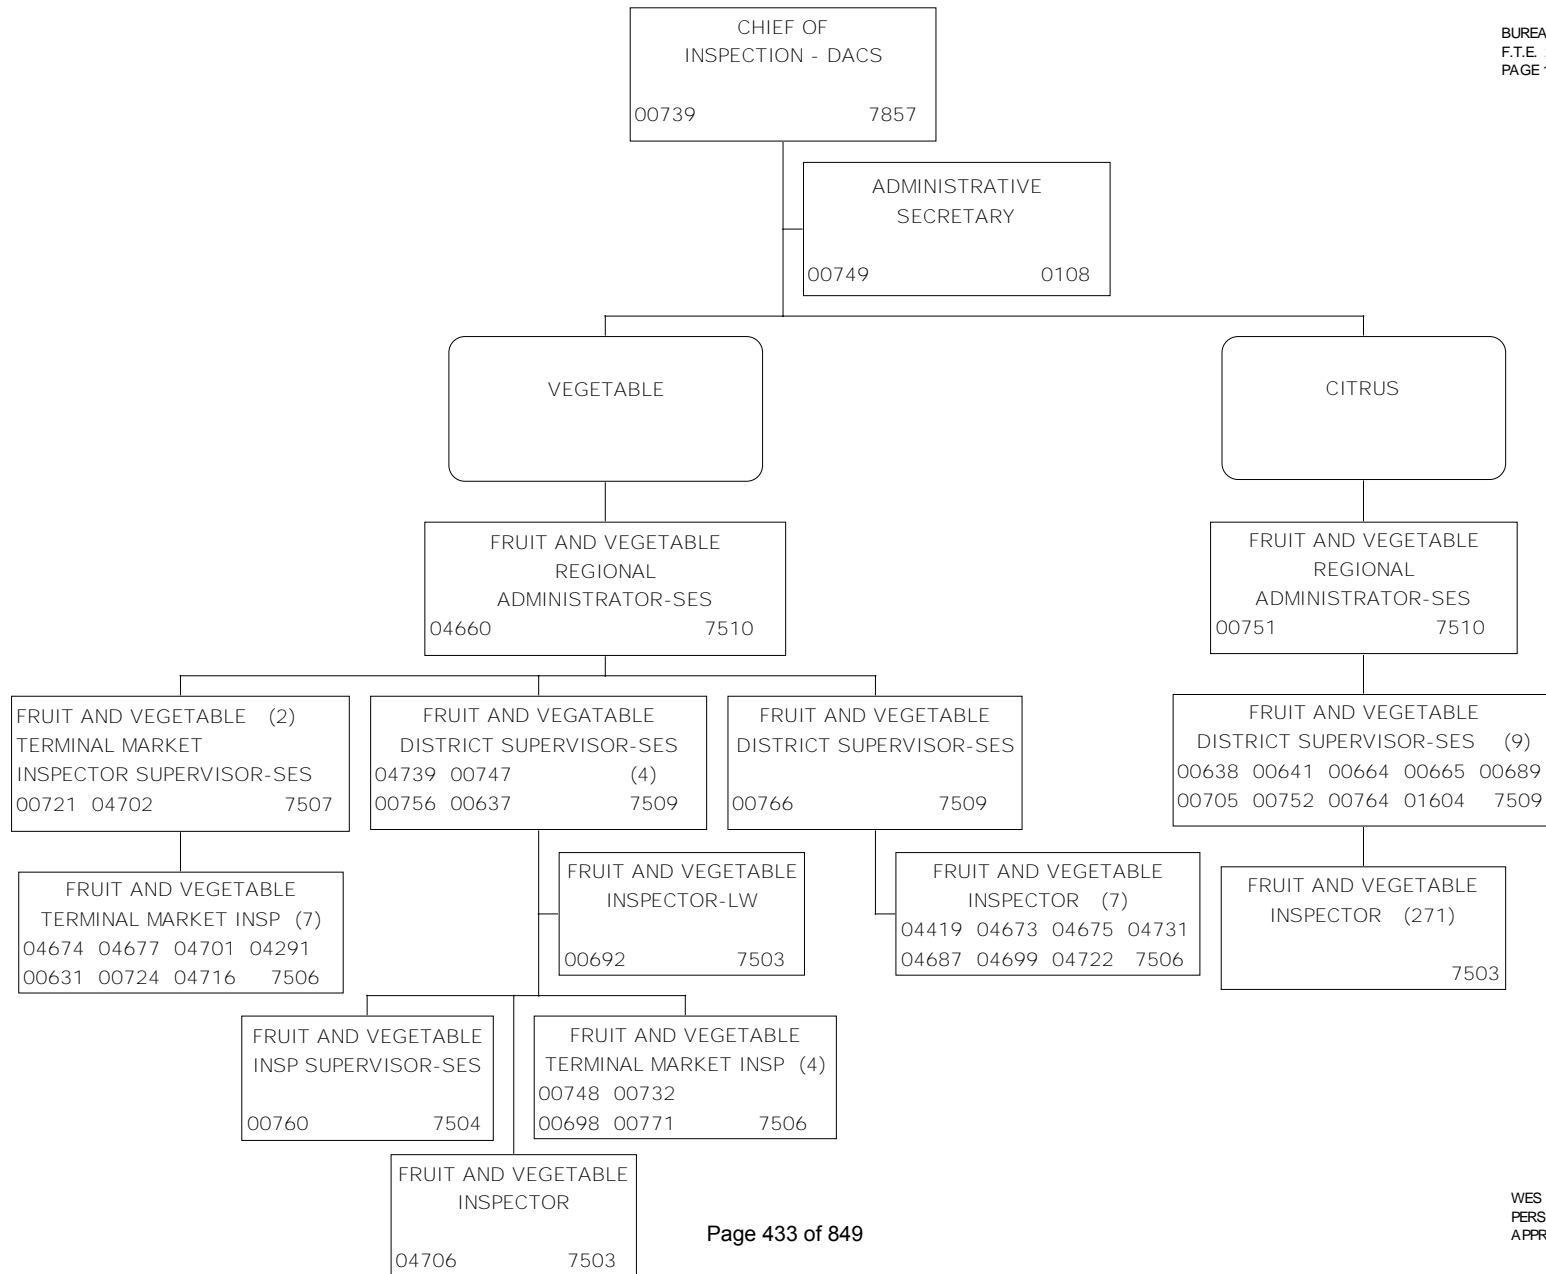 CHIEF OF
INSPECTION - DACS
00739 7857
F.T.E.
PAGE 1
ADMINISTRATIVE
SECRETARY
00749 0108
VEGETABLE
CITRUS
FRUIT AND VEGETABLE
REGIONAL
ADMINISTRATOR-SES
04660 7510
FRUIT AND VEGETABLE
REGIONAL
ADMINISTRATOR-SES
00751 7510
FRUIT AND VEGETABLE (2)
TERMINAL MARKET
INSPECTOR SUPERVISOR-SES
00721 04702 7507
FRUIT AND VEGATABLE
DISTRICT SUPERVISOR-SES
04739 00747 (4)
00756 00637 7509
FRUIT AND VEGETABLE
DISTRICT SUPERVISOR-SES
00766 7509
FRUIT AND VEGETABLE
DISTRICT SUPERVISOR-SES (9)
00638 00641 00664 00665 00689
00705 00752 00764 01604 7509
FRUIT AND VEGETABLE
TERMINAL MARKET INSP (7)
04674 04677 04701 04291
00631 00724 04716 7506
FRUIT AND VEGETABLE
INSPECTOR-LW
00692 7503
FRUIT AND VEGETABLE
INSPECTOR (7)
04419 04673 04675 04731
04687 04699 04722 7506
FRUIT AND VEGETABLE
INSPECTOR (271)
7503
FRUIT AND VEGETABLE
INSP SUPERVISOR-SES
00760 7504
FRUIT AND VEGETABLE
TERMINAL MARKET INSP (4)
00748 00732
00698 00771 7506
FRUIT AND VEGETABLE
INSPECTOR
04706 7503
Page 433 of 849
WES
PERS
APPR